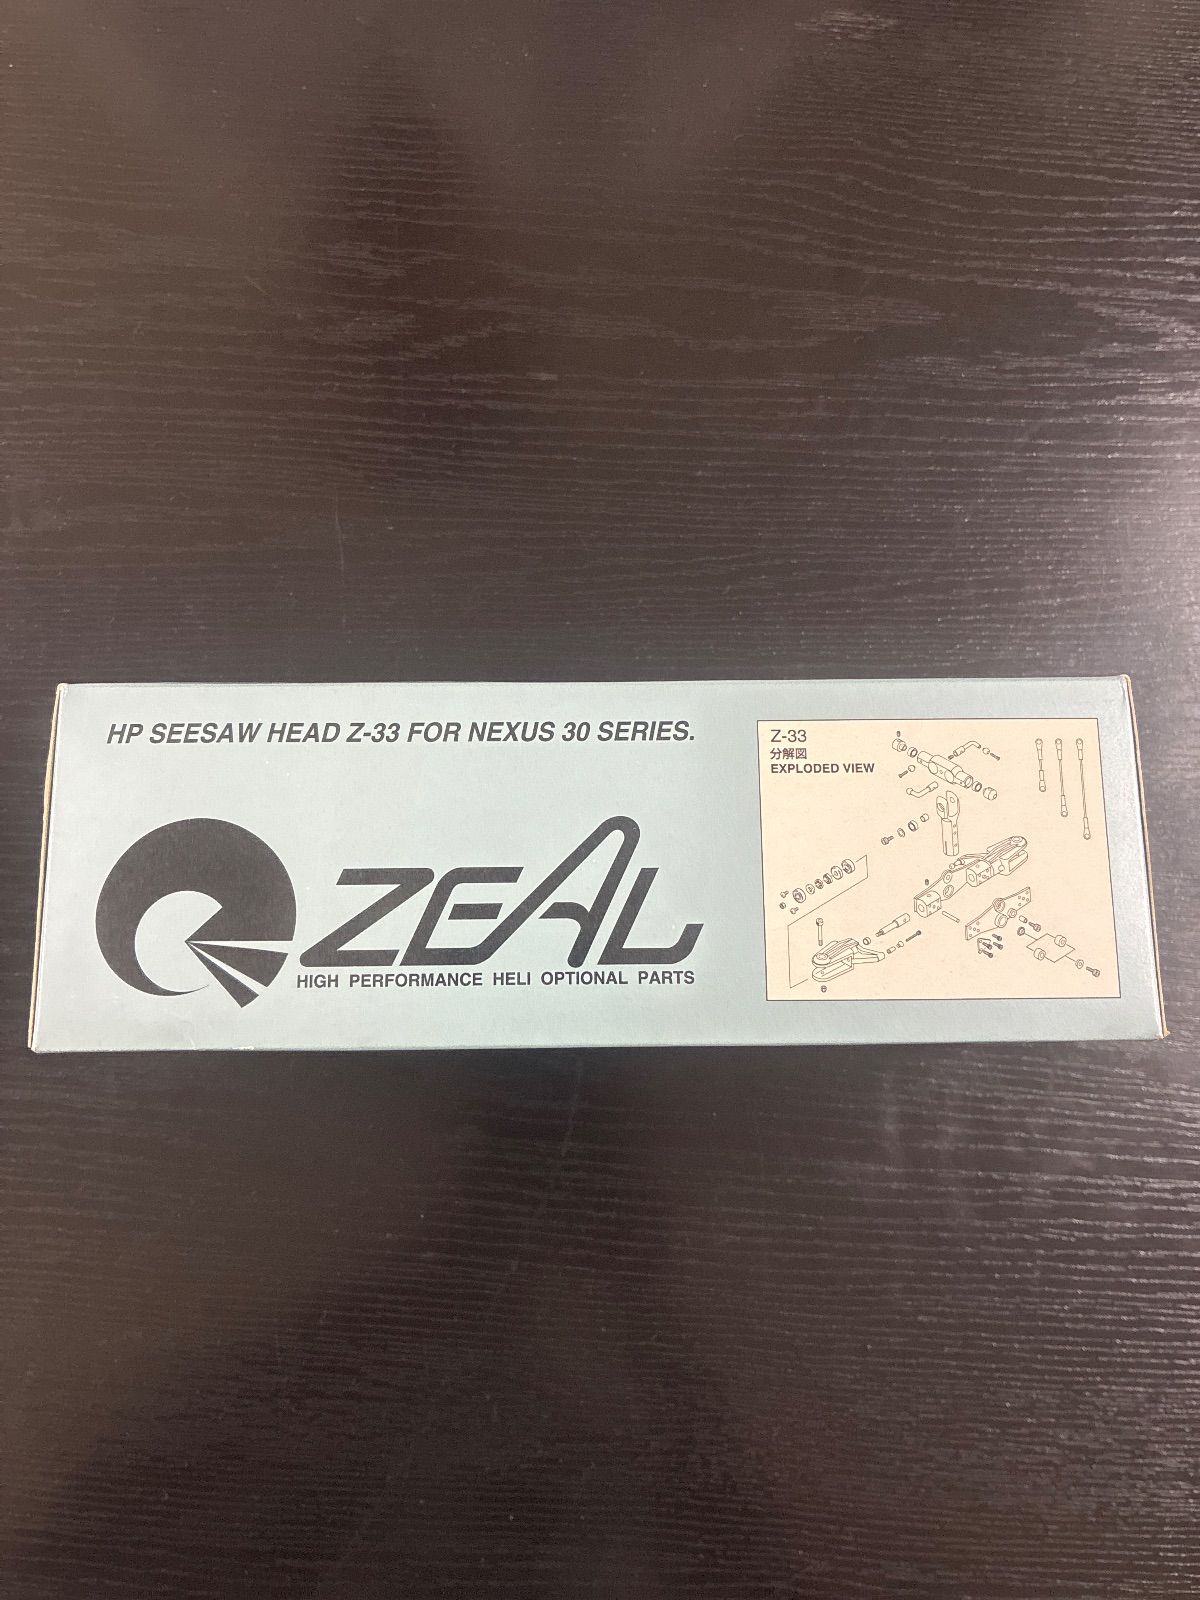 HP SEESAW HEAD Z-33 FOR NEXUS 30 SERIES.
ZEAL
HIGH PERFORMANCE HELI OPTIONAL PARTS
Z-33
分解図
EXPLODED VIEW